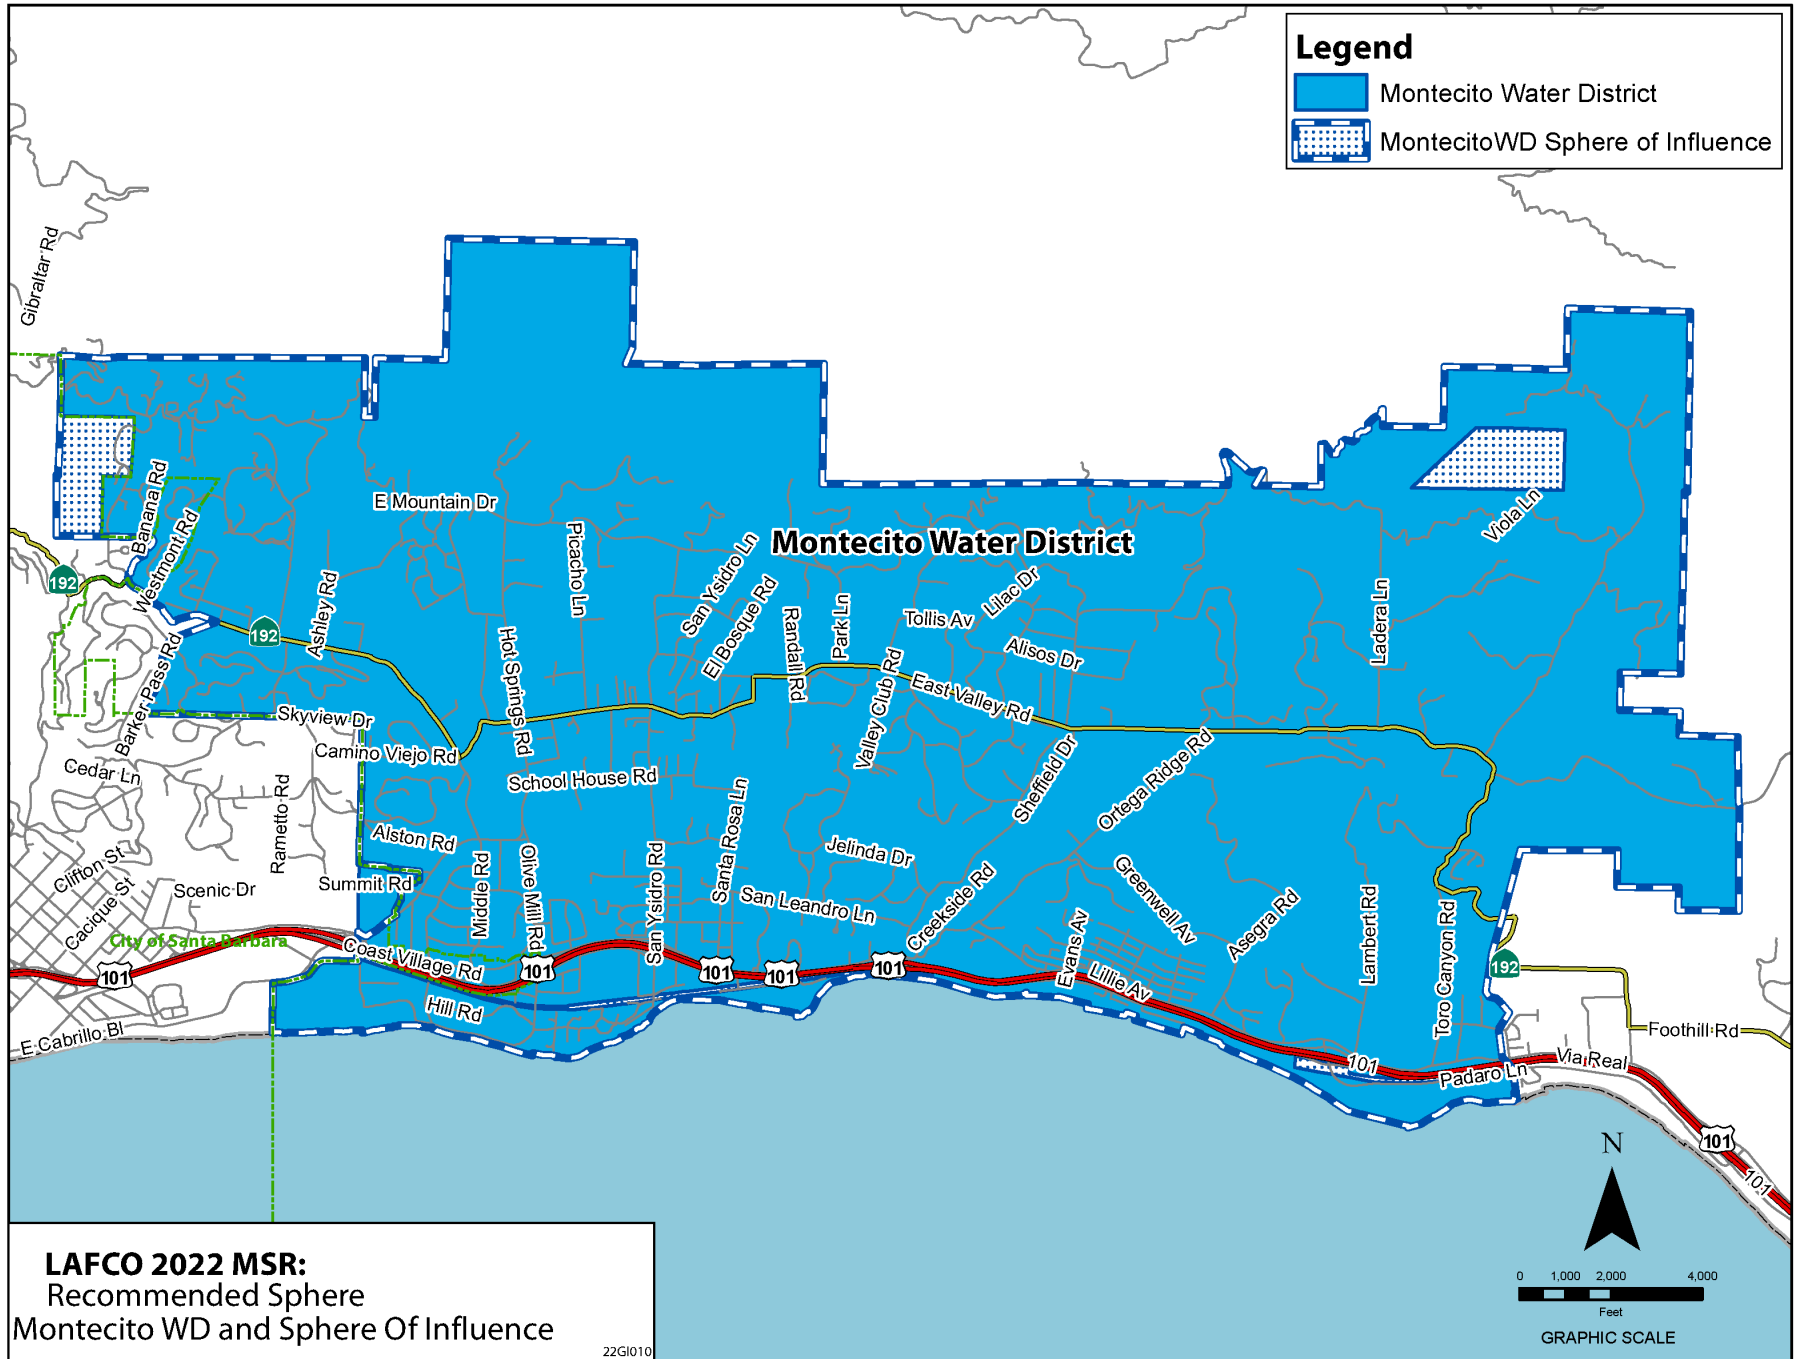 Legend
Montecito Water District
MontecitoWD Sphere of Influence
Gibraltar Rd
Banana Rd
Westmont Rd
192
192
Ashley Rd
E Mountain Dr
Picacho Ln
Montecito Water District
San Ysidro Ln
El Bosque Rd
Randall Rd
Park Ln
Tollis Av
Lilac Dr
Alisos Dr
Ladera Ln
Viola Ln
Hot Springs Rd
Valley Club Rd
East Valley Rd
Barker Pass Rd
Skyview Dr
Camino Viejo Rd
Cedar Ln
School House Rd
Sheffield Dr
Ortega Ridge Rd
Rametto Rd
Alston Rd
Santa Rosa Ln
Jelinda Dr
Clifton St
Cacique St
Scenic Dr
Summit Rd
Middle Rd
Olive Mill Rd
San Ysidro Rd
San Leandro Ln
Creekside Rd
Greenwell Av
Asegra Rd
Lambert Rd
Toro Canyon Rd
City of Santa Barbara
Coast Village Rd
101
101
101
101
101
Evans Av
Lillie Av
192
Hill Rd
E Cabrillo Bl
Foothill Rd
101
Padaro Ln
Via Real
101
101
N
0 1,000 2,000 4,000
Feet
GRAPHIC SCALE
LAFCO 2022 MSR:
Recommended Sphere
Montecito WD and Sphere Of Influence
22GI010